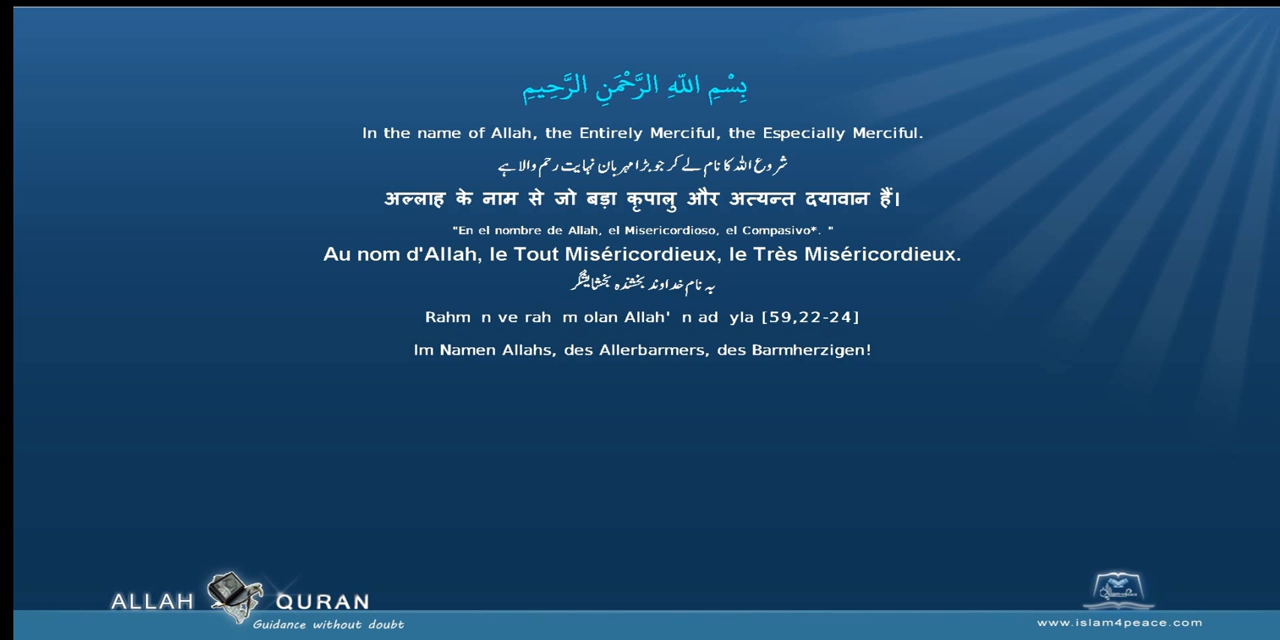 بِسْمِ اللّهِ الرَّحْمَنِ الرَّحِيمِ
In the name of Allah, the Entirely Merciful, the Especially Merciful.
شروع اللہ کا نام لے کر جو بڑا مہربان نہایت رحم والا ہے
अल्लाह के नाम से जो बड़ा कृपालु और अत्यन्त दयावान हैं।
"En el nombre de Allah, el Misericordioso, el Compasivo*. "
Au nom d'Allah, le Tout Miséricordieux, le Très Miséricordieux.
به نام خداوند بخشنده بخشایشگر
Rahm n ve rah m olan Allah' n ad yla [59,22-24]
Im Namen Allahs, des Allerbarmers, des Barmherzigen!
ALLAH QURAN
Guidance without doubt
www.islam4peace.com